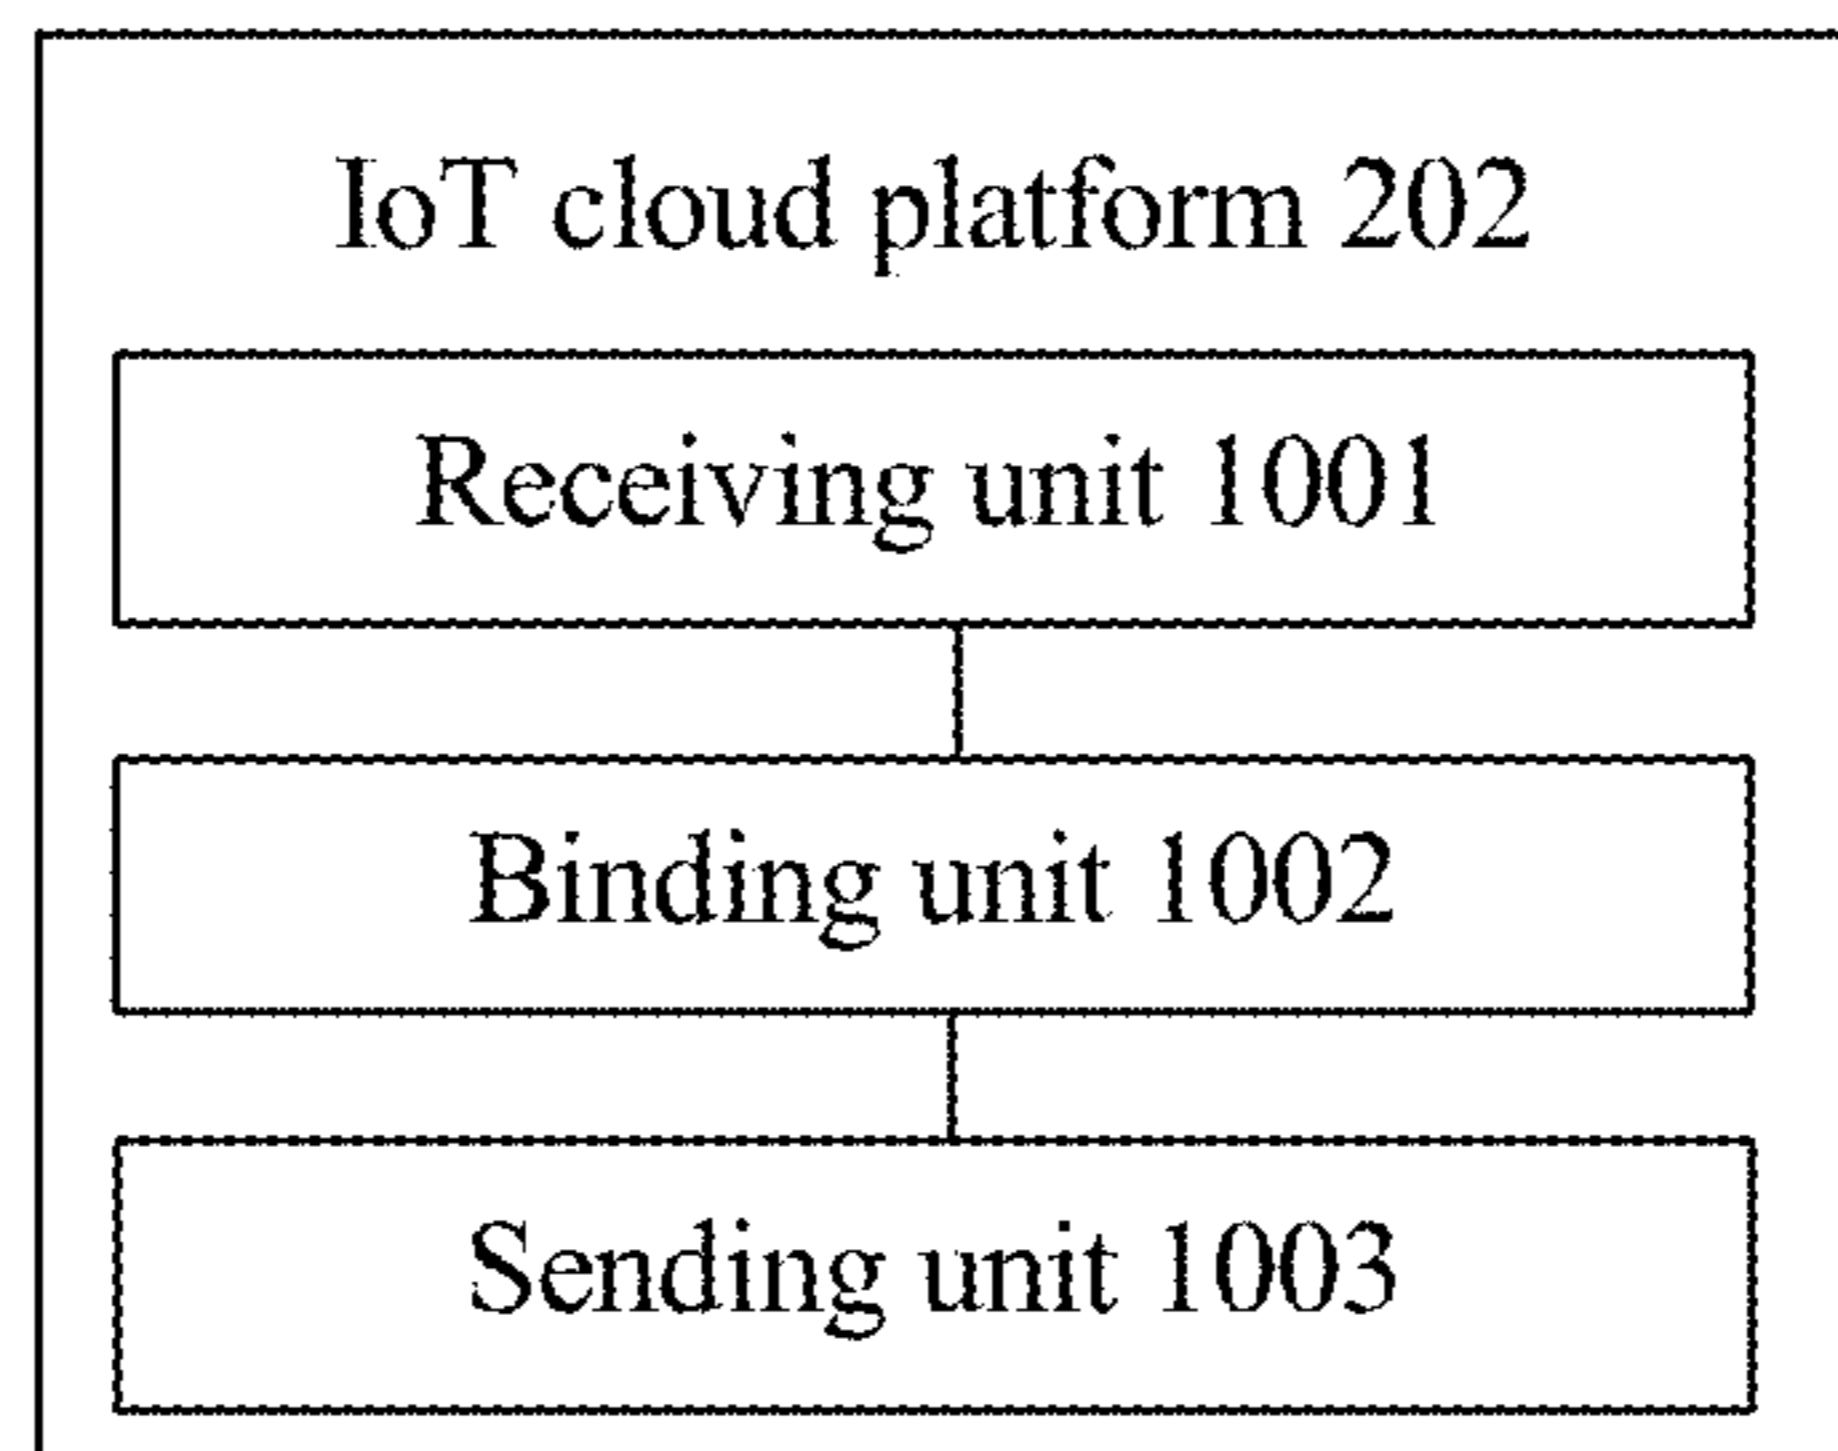 IoT cloud platform 202
Receiving unit 1001
Binding unit 1002
Sending unit 1003